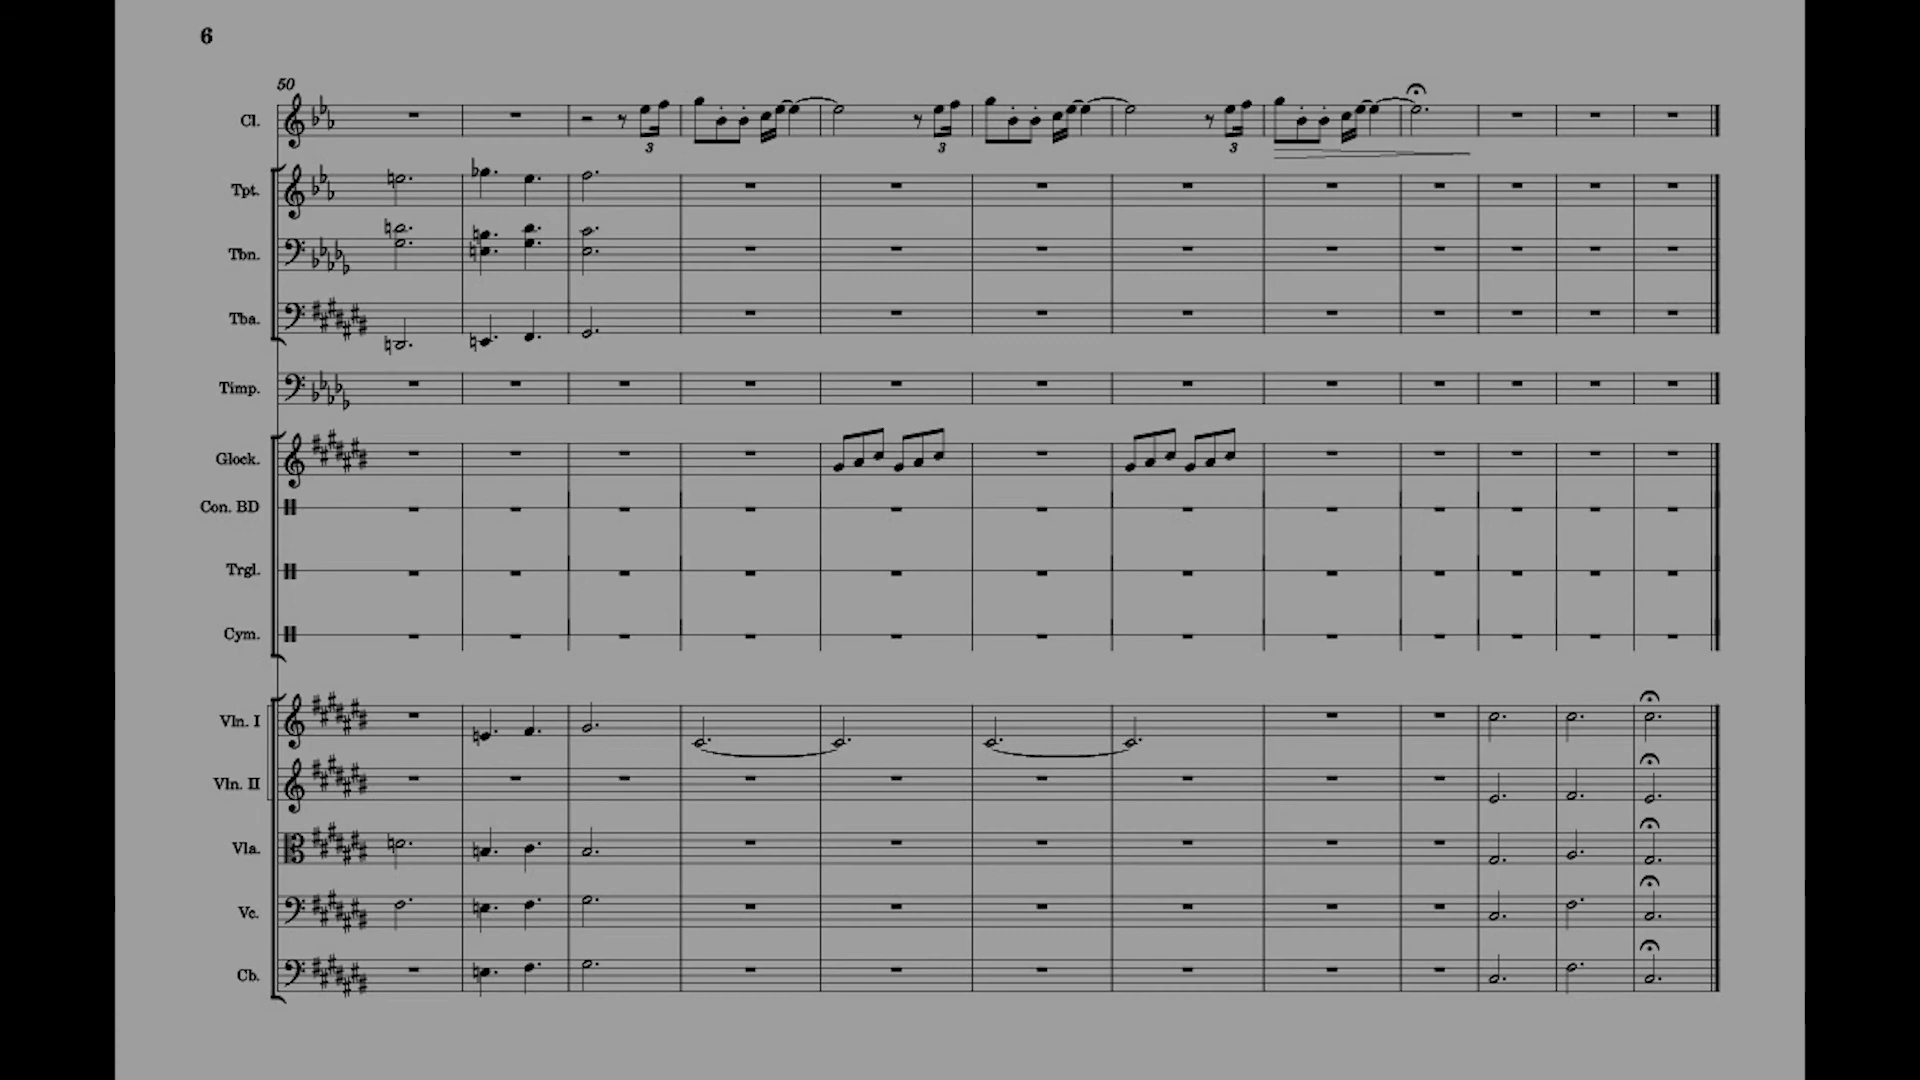 6
50
Cl.
3
3
3
Tpt.
Tbn.
Tba.
Timp.
Glock.
Con. BD
Trgl.
Cym.
Vln. I
Vln. II
Vla.
Vc.
Cb.